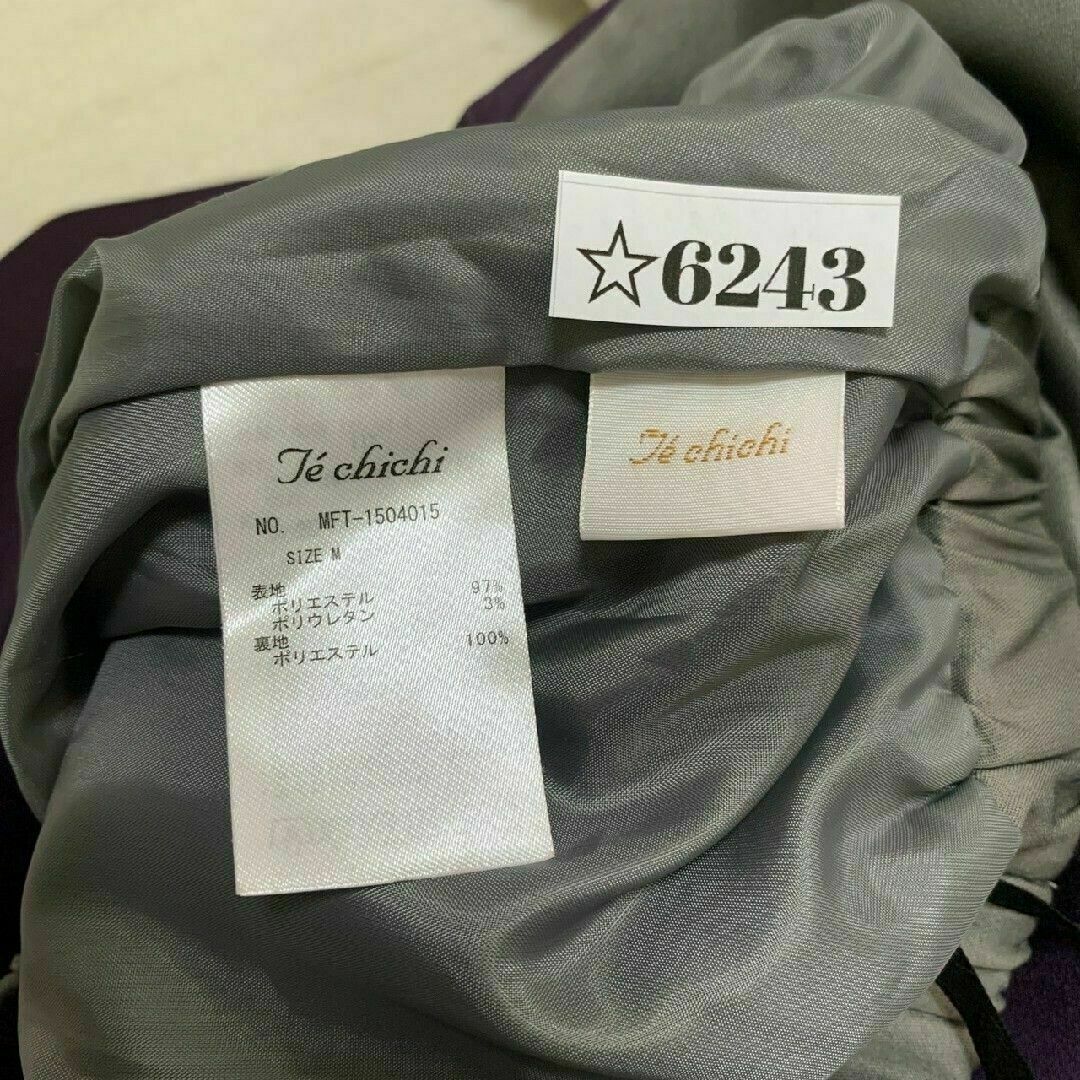 ☆6243
Té chichi
Té chichi
NO. MFT-1504015
SIZE M
表地
ポリエステル 97%
ポリウレタン 3%
裏地
ポリエステル 100%